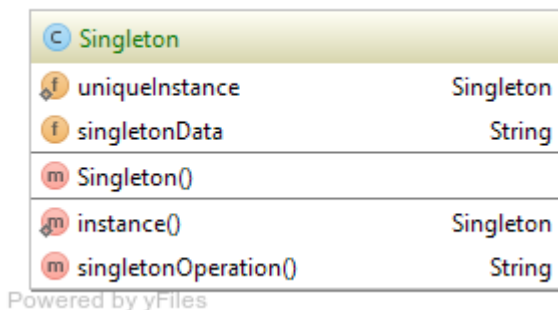 C Singleton
f uniqueInstance Singleton
f singletonData String
m Singleton()
m instance() Singleton
m singletonOperation() String
Powered by yFiles